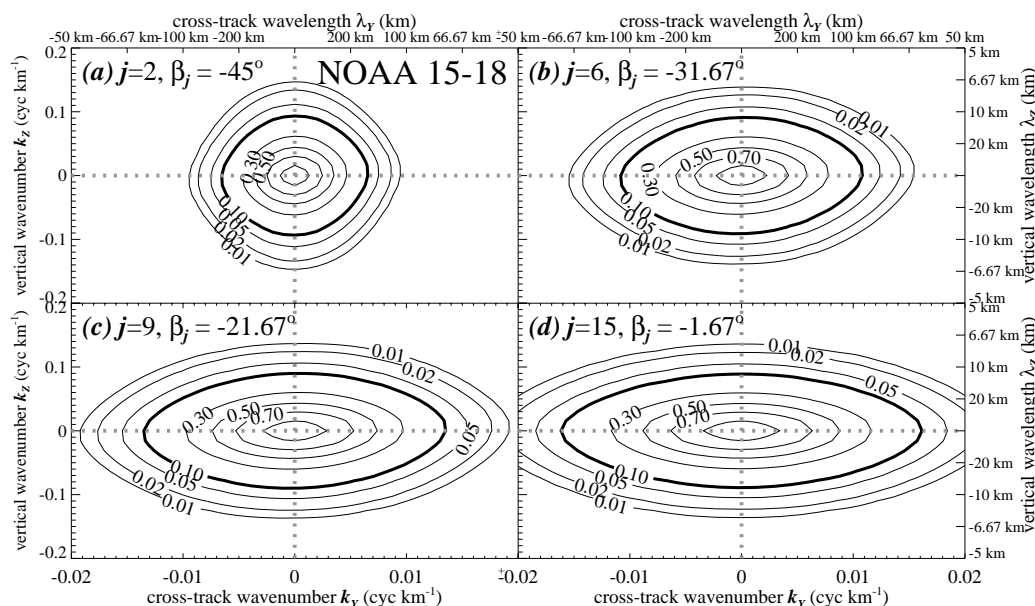 cross-track wavelength λY (km) cross-track wavelength λY (km)
-50 km -66.67 km -100 km -200 km 200 km 100 km 66.67 km ±50 km -66.67 km -100 km -200 km 200 km 100 km 66.67 km 50 km
(a) j=2, βj = -45° NOAA 15-18 (b) j=6, βj = -31.67°
vertical wavenumber kZ (cyc km-1)
0.2
0.1
0
-0.1
-0.2
0.30
0.50
0.10
0.05
0.02
0.01
0.01
0.02
0.70
0.50
0.30
0.10
0.05
0.02
0.01
5 km
6.67 km
10 km
20 km
-20 km
-10 km
-6.67 km
-5 km
vertical wavelength λZ (km)
(c) j=9, βj = -21.67° (d) j=15, βj = -1.67°
vertical wavenumber kZ (cyc km-1)
0.2
0.1
0
-0.1
-0.2
0.01
0.02
0.50
0.30
0.70
0.05
0.10
0.05
0.02
0.01
0.01
0.02
0.05
0.50
0.30
0.70
0.10
0.05
0.02
0.01
5 km
6.67 km
10 km
20 km
-20 km
-10 km
-6.67 km
-5 km
vertical wavelength λZ (km)
-0.02 -0.01 0 0.01 ±0.02 -0.01 0 0.01 0.02
cross-track wavenumber kY (cyc km-1) cross-track wavenumber kY (cyc km-1)